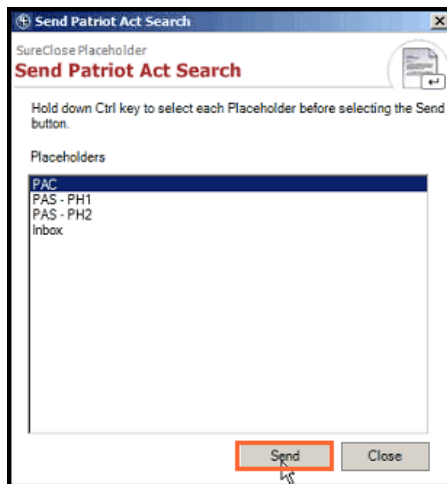 Send Patriot Act Search
SureClose Placeholder
Send Patriot Act Search
Hold down Ctrl key to select each Placeholder before selecting the Send
button.
Placeholders
PAC
PAS - PH1
PAS - PH2
Inbox
Send
Close